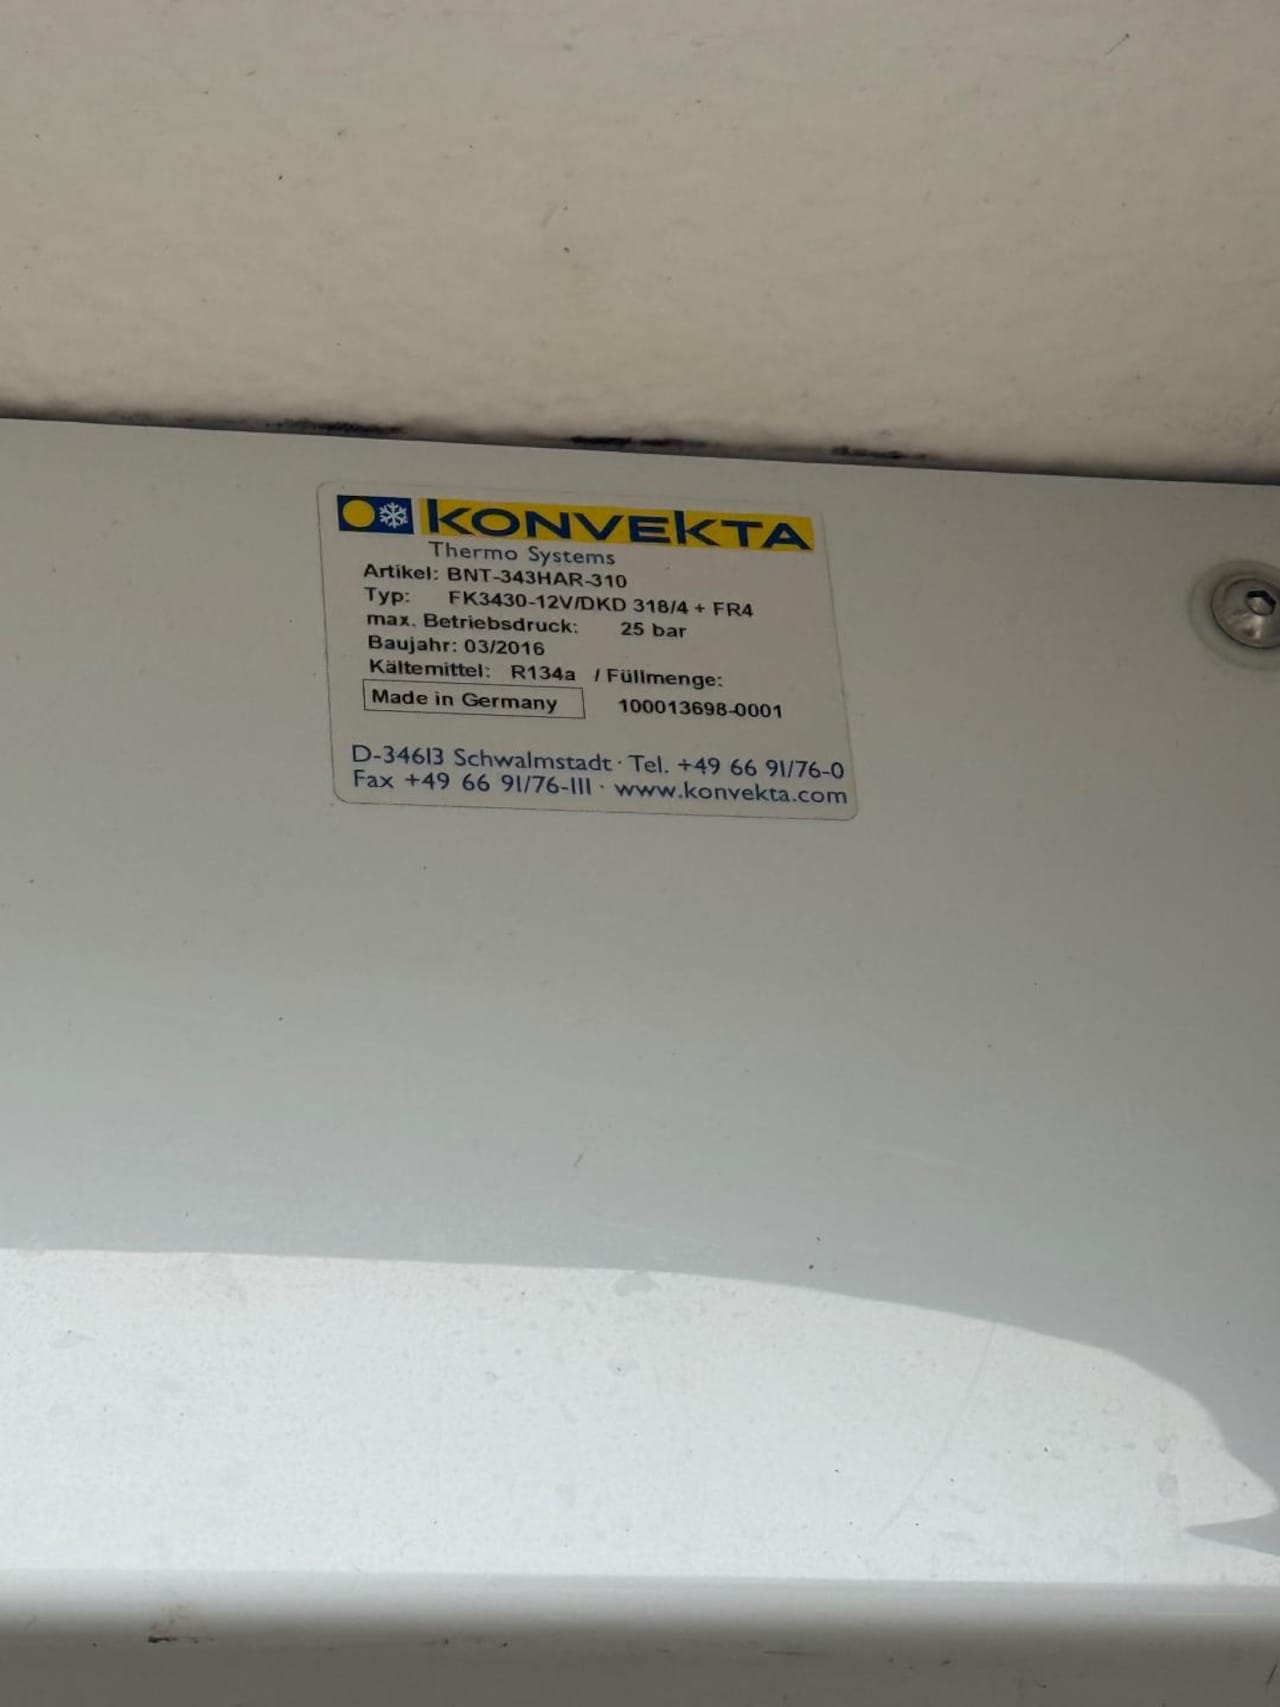 KONVEKTA
Thermo Systems
Artikel: BNT-343HAR-310
Typ: FK3430-12V/DKD 318/4 + FR4
max. Betriebsdruck: 25 bar
Baujahr: 03/2016
Kältemittel: R134a / Füllmenge:
Made in Germany 100013698-0001
D-34613 Schwalmstadt · Tel. +49 66 91/76-0
Fax +49 66 91/76-111 · www.konvekta.com